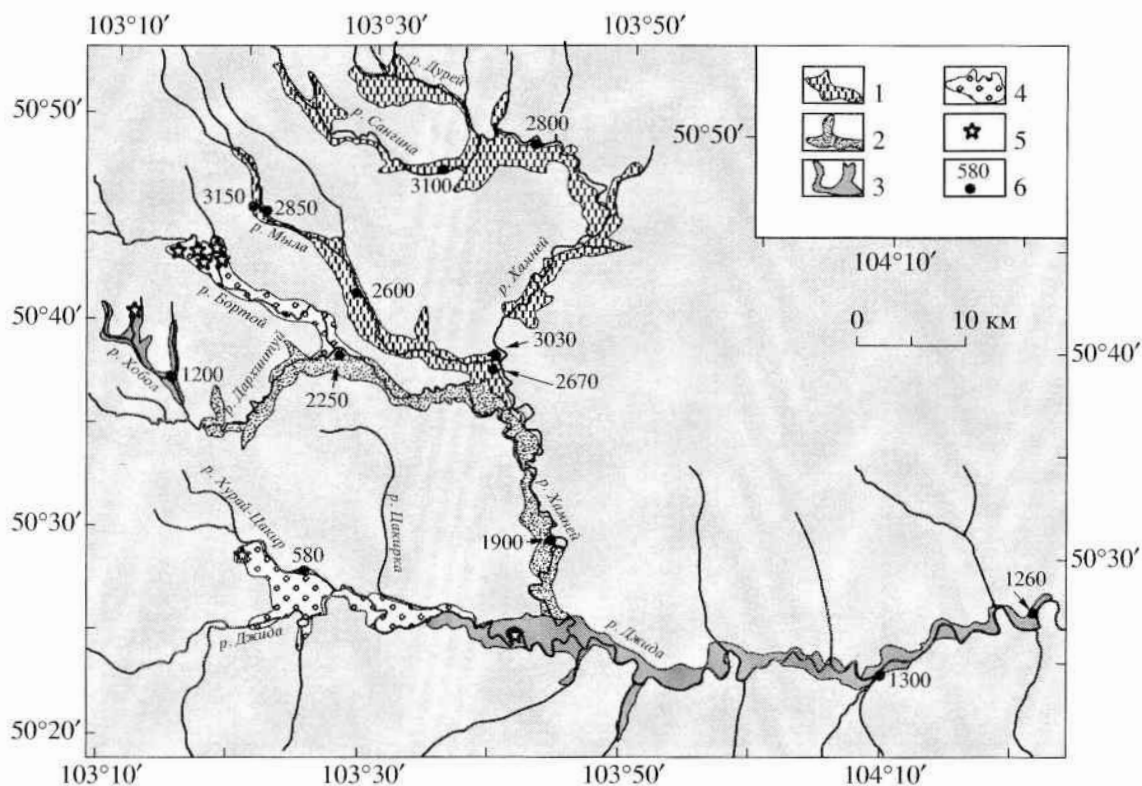 103°10′ 103°30′ 103°50′
50°50′
50°50′
р. Дурей
р. Сангина
2800
3100
1
2
3
4
5
580
6
3150
2850
р. Мыла
р. Хамней
104°10′
2600
0 10 км
р. Бортой
50°40′
50°40′
3030
2670
р. Хобол
1200
р. Дархинтуй
2250
р. Хамней
50°30′
50°30′
р. Хурай-Цакир
р. Цакирка
1900
580
1260
р. Джида
р. Джида
1300
50°20′
103°10′ 103°30′ 103°50′ 104°10′